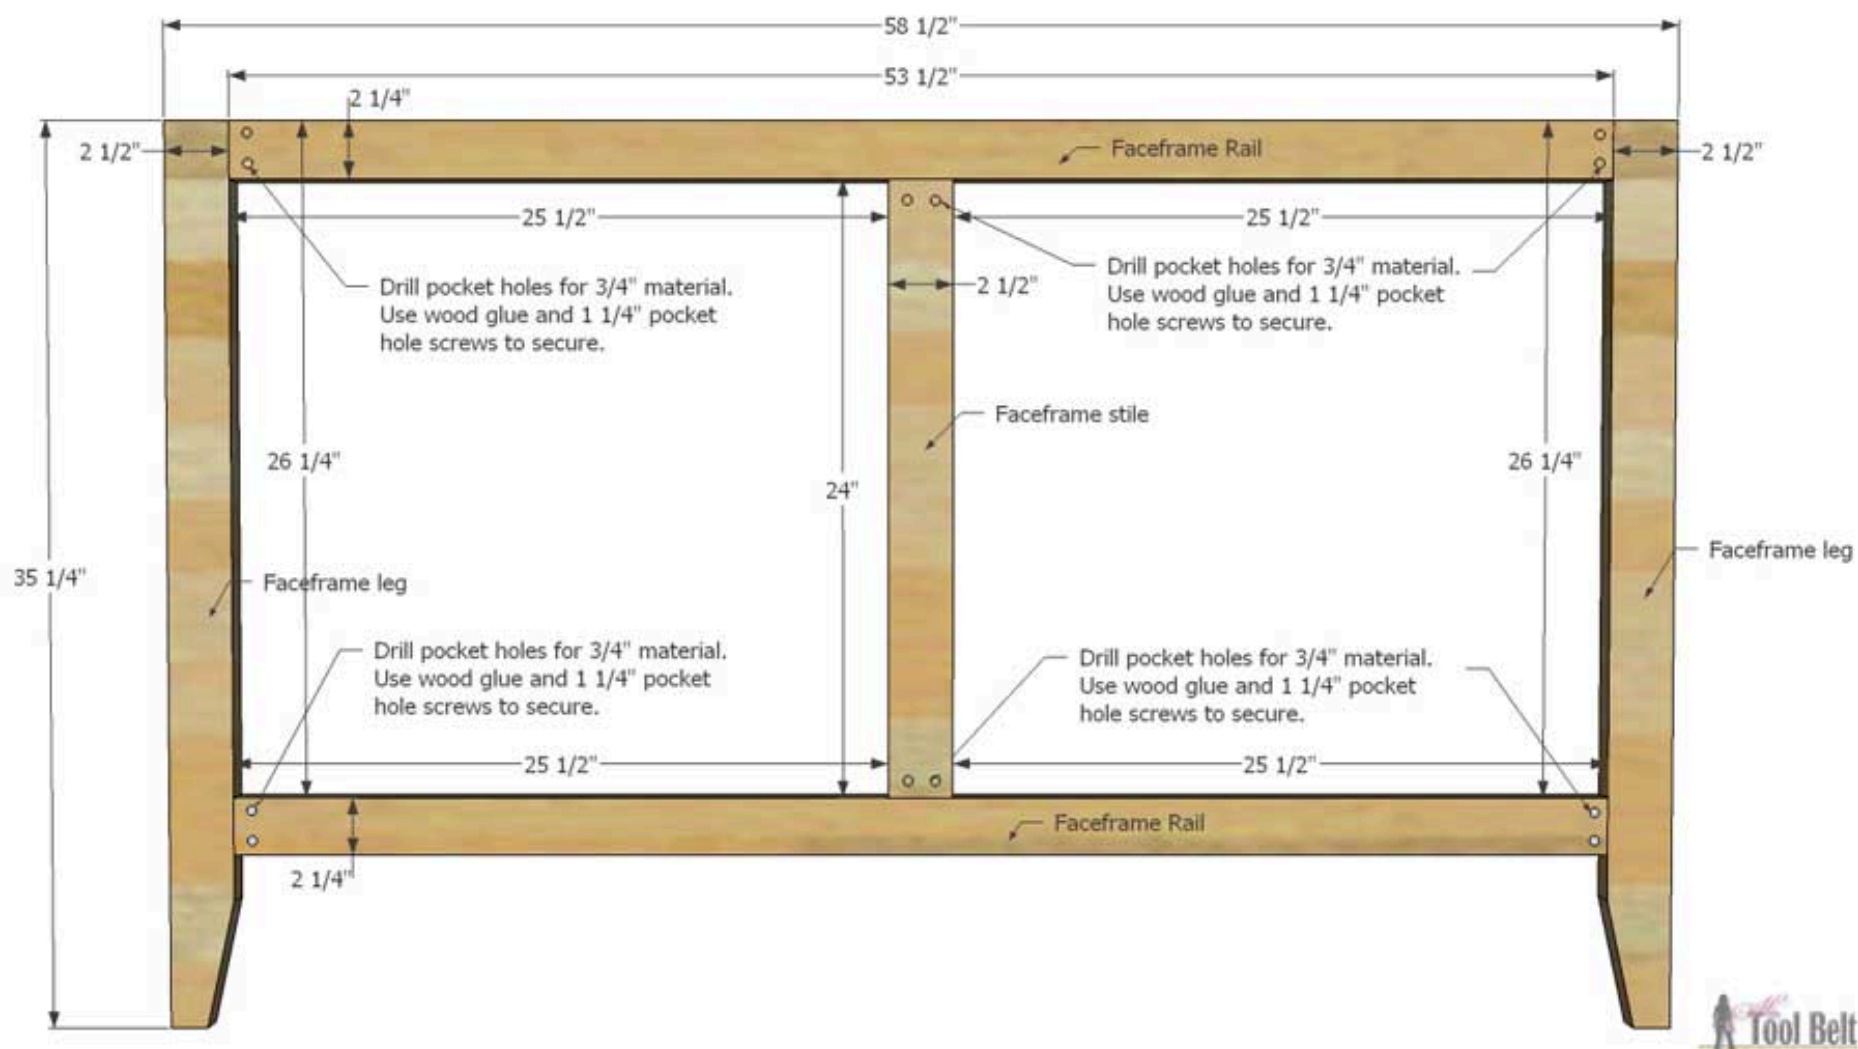 58 1/2"
53 1/2"
2 1/4"
2 1/2"
Faceframe Rail
2 1/2"
25 1/2"
25 1/2"
Drill pocket holes for 3/4" material.
Use wood glue and 1 1/4" pocket
hole screws to secure.
2 1/2"
Drill pocket holes for 3/4" material.
Use wood glue and 1 1/4" pocket
hole screws to secure.
Faceframe stile
26 1/4"
24"
26 1/4"
35 1/4"
Faceframe leg
Faceframe leg
Drill pocket holes for 3/4" material.
Use wood glue and 1 1/4" pocket
hole screws to secure.
Drill pocket holes for 3/4" material.
Use wood glue and 1 1/4" pocket
hole screws to secure.
25 1/2"
25 1/2"
Faceframe Rail
2 1/4"
Tool Belt